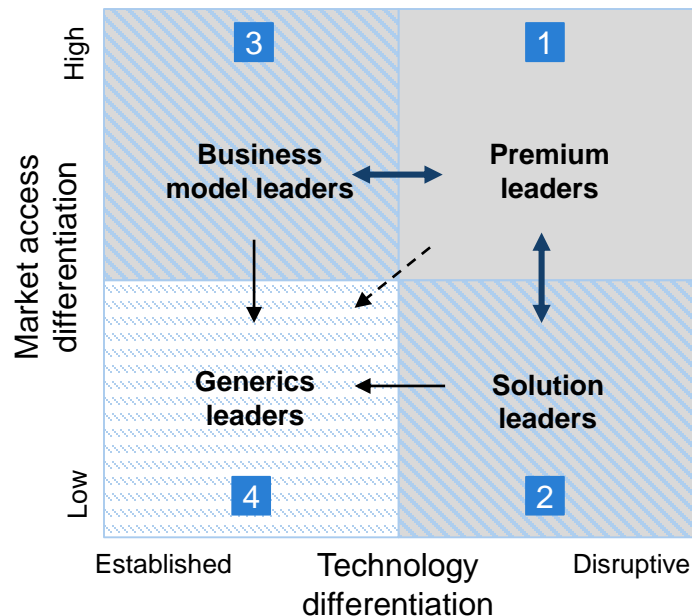 High
3
1
Business
model leaders
Premium
leaders
Market access
differentiation
Generics
leaders
Solution
leaders
Low
4
2
Established
Technology
differentiation
Disruptive